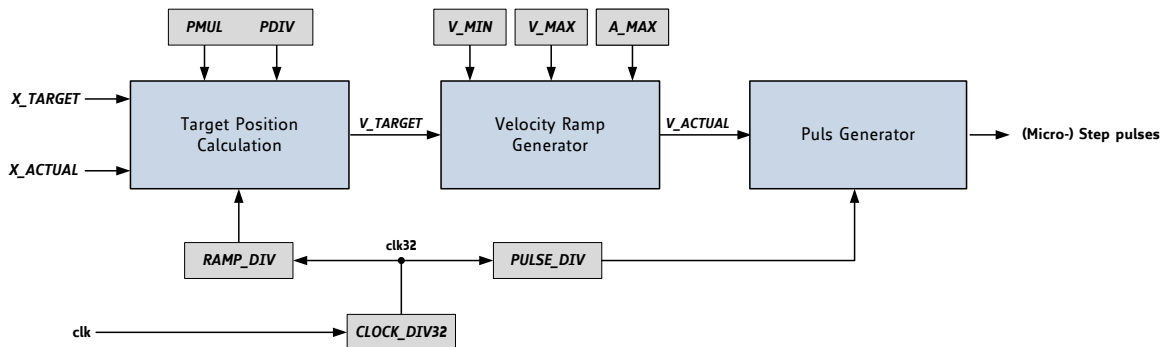 PMUL PDIV
V_MIN
V_MAX
A_MAX
X_TARGET
X_ACTUAL
Target Position
Calculation
V_TARGET
Velocity Ramp
Generator
V_ACTUAL
Puls Generator
(Micro-) Step pulses
RAMP_DIV
clk32
PULSE_DIV
clk
CLOCK_DIV32